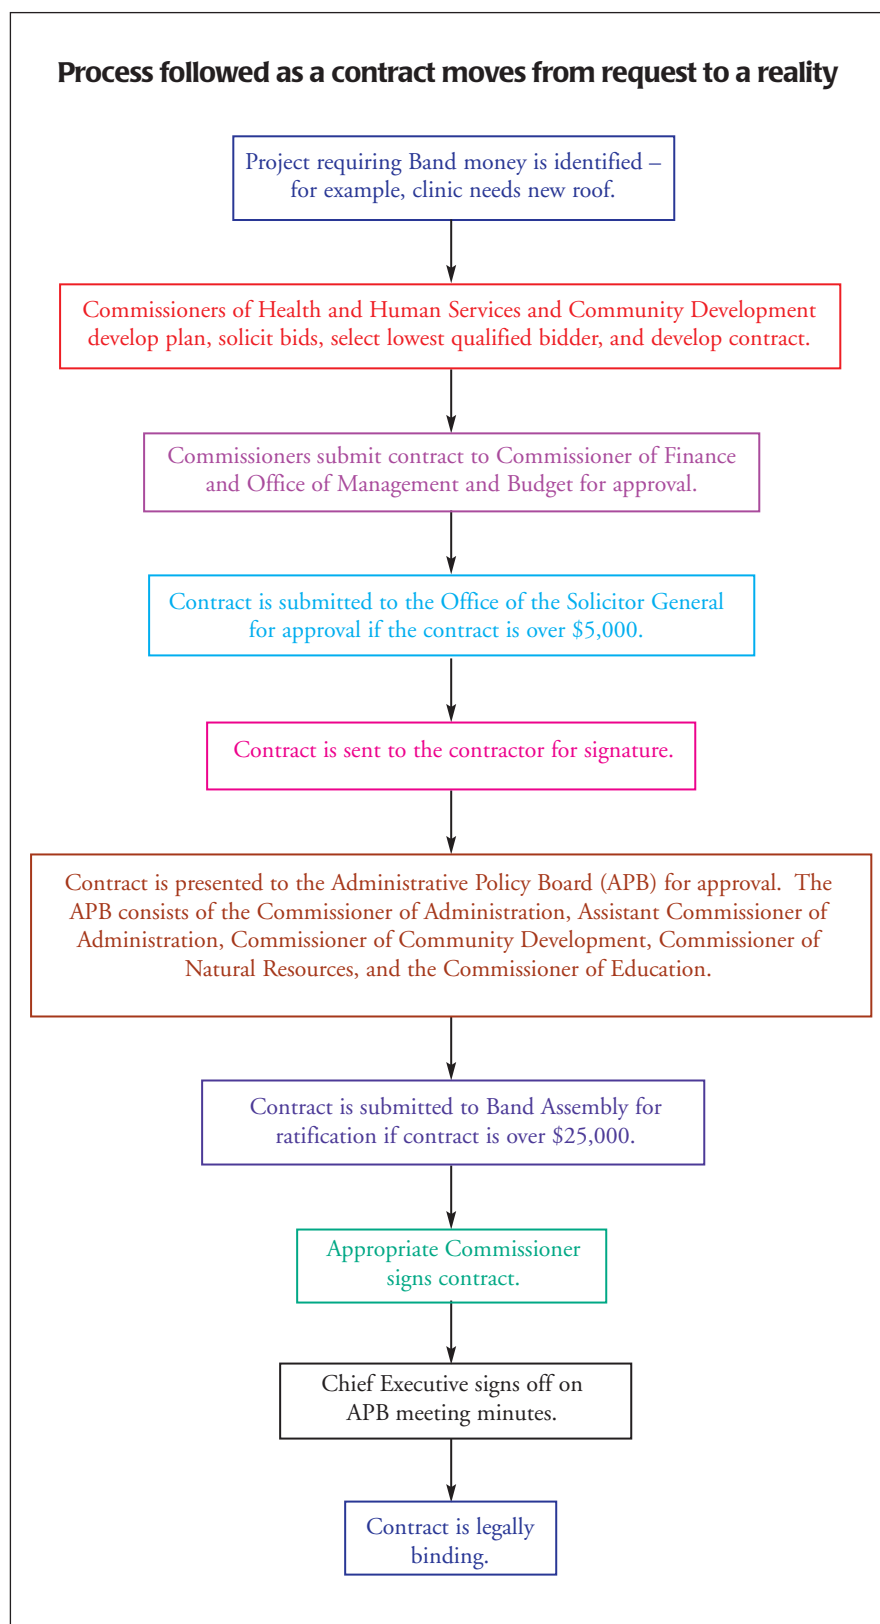 Process followed as a contract moves from request to a reality
Project requiring Band money is identified –
for example, clinic needs new roof.
Commissioners of Health and Human Services and Community Development
develop plan, solicit bids, select lowest qualified bidder, and develop contract.
Commissioners submit contract to Commissioner of Finance
and Office of Management and Budget for approval.
Contract is submitted to the Office of the Solicitor General
for approval if the contract is over $5,000.
Contract is sent to the contractor for signature.
Contract is presented to the Administrative Policy Board (APB) for approval.  The
APB consists of the Commissioner of Administration, Assistant Commissioner of
Administration, Commissioner of Community Development, Commissioner of
Natural Resources, and the Commissioner of Education.
Contract is submitted to Band Assembly for
ratification if contract is over $25,000.
Appropriate Commissioner
signs contract.
Chief Executive signs off on
APB meeting minutes.
Contract is legally
binding.